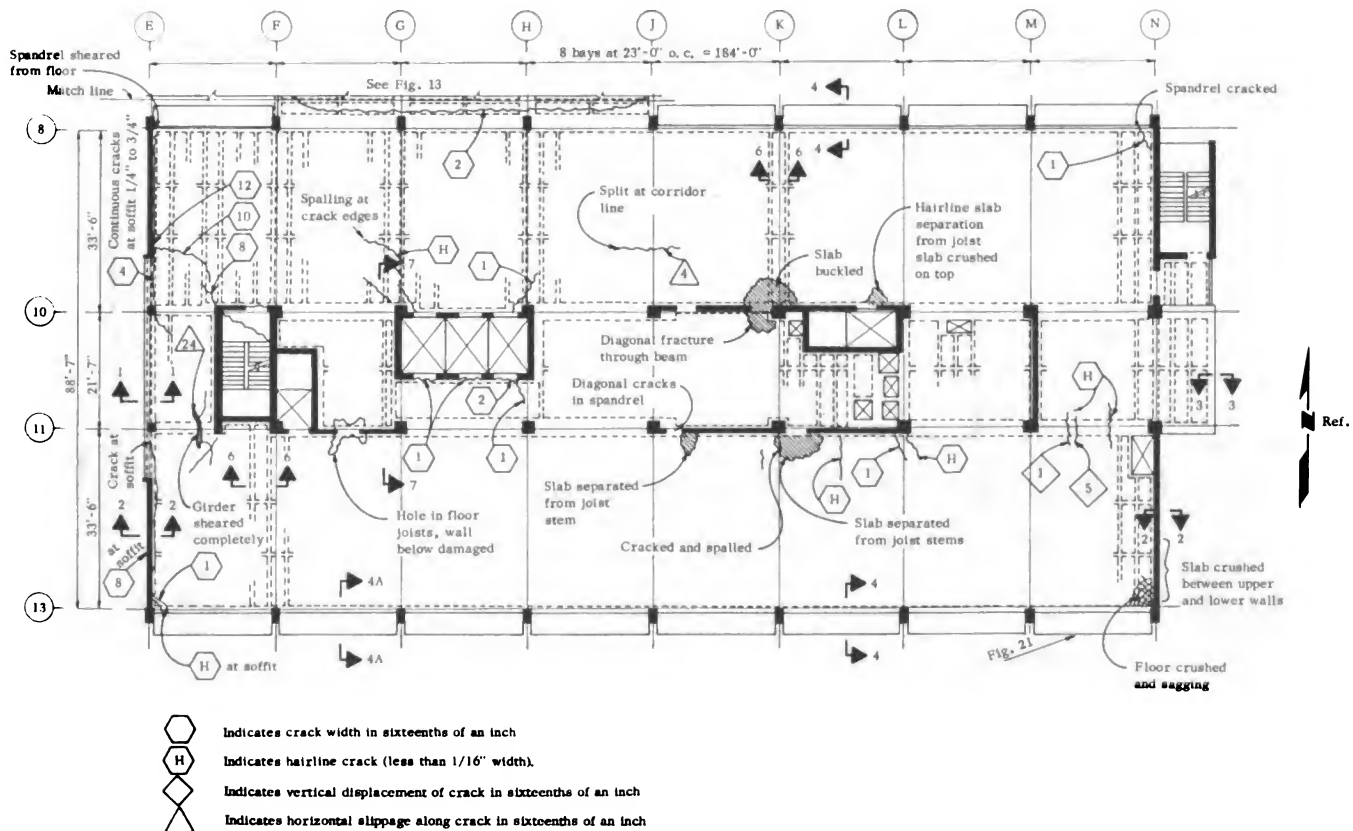 E F G H J K L M N
8 bays at 23'-0" o.c. = 184'-0"
Spandrel sheared
from floor
Match line
See Fig. 13
4
Spandrel cracked
8
2
4
6 6
1
Continuous cracks
at soffit 1/4" to 3/4"
33'-6"
12
10
8
Spalling at
crack edges
H
1
Split at corridor
line
4
Hairline slab
separation
from joist
slab crushed
on top
Slab
buckled
4
7
10
24
88'-7"
21'-7"
Diagonal fracture
through beam
Diagonal cracks
in spandrel
2
H
3 3
11
Ref.
Crack at
soffit
6 6
1
1
7
1
H
H
1
5
33'-6"
2 2
Girder
sheared
completely
Hole in floor
joists, wall
below damaged
Slab separated
from joist
stem
Cracked and spalled
Slab separated
from joist stems
2 2
at soffit
8
1
4A
4
Slab crushed
between upper
and lower walls
13
H at soffit
4A
4
Fig. 21
Floor crushed
and sagging
Indicates crack width in sixteenths of an inch
H Indicates hairline crack (less than 1/16" width).
Indicates vertical displacement of crack in sixteenths of an inch
Indicates horizontal slippage along crack in sixteenths of an inch